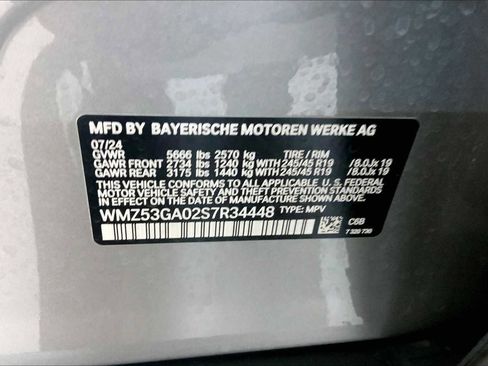 MFD BY BAYERISCHE MOTOREN WERKE AG
07/24
GVWR 5666 lbs 2570 kg TIRE / RIM
GAWR FRONT 2734 lbs 1240 kg WITH 245/45 R19 / 8.0Jx 19
GAWR REAR 3175 lbs 1440 kg WITH 245/45 R19 / 8.0Jx 19
THIS VEHICLE CONFORMS TO ALL APPLICABLE U.S. FEDERAL
MOTOR VEHICLE SAFETY AND THEFT PREVENTION STANDARDS
IN EFFECT ON THE DATE OF MANUFACTURE SHOWN ABOVE.
WMZ53GA02S7R34448 TYPE: MPV
C6B